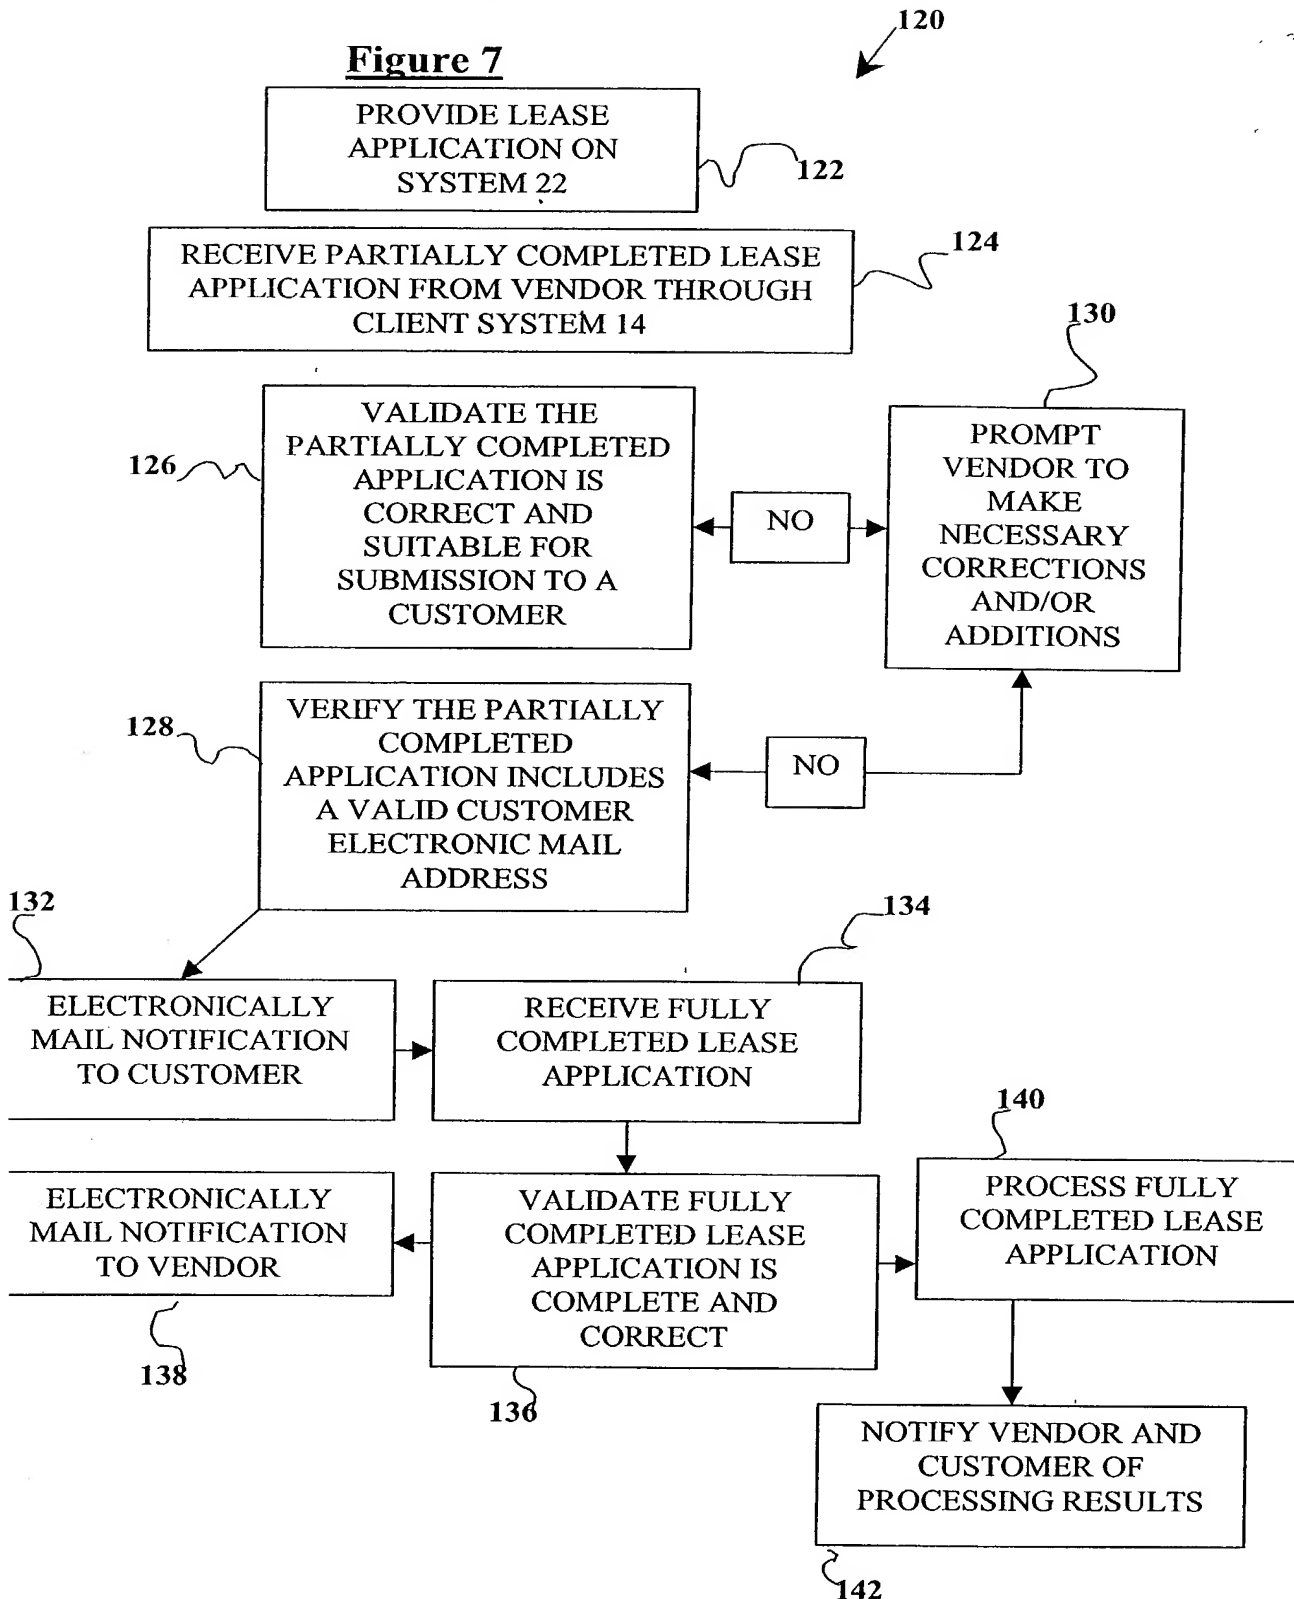 120
Figure 7
PROVIDE LEASE
APPLICATION ON
SYSTEM 22
122
RECEIVE PARTIALLY COMPLETED LEASE
APPLICATION FROM VENDOR THROUGH
CLIENT SYSTEM 14
124
130
VALIDATE THE
PARTIALLY COMPLETED
APPLICATION IS
CORRECT AND
SUITABLE FOR
SUBMISSION TO A
CUSTOMER
126
NO
PROMPT
VENDOR TO
MAKE
NECESSARY
CORRECTIONS
AND/OR
ADDITIONS
128
VERIFY THE PARTIALLY
COMPLETED
APPLICATION INCLUDES
A VALID CUSTOMER
ELECTRONIC MAIL
ADDRESS
NO
132
ELECTRONICALLY
MAIL NOTIFICATION
TO CUSTOMER
134
RECEIVE FULLY
COMPLETED LEASE
APPLICATION
140
ELECTRONICALLY
MAIL NOTIFICATION
TO VENDOR
138
VALIDATE FULLY
COMPLETED LEASE
APPLICATION IS
COMPLETE AND
CORRECT
136
PROCESS FULLY
COMPLETED LEASE
APPLICATION
NOTIFY VENDOR AND
CUSTOMER OF
PROCESSING RESULTS
142